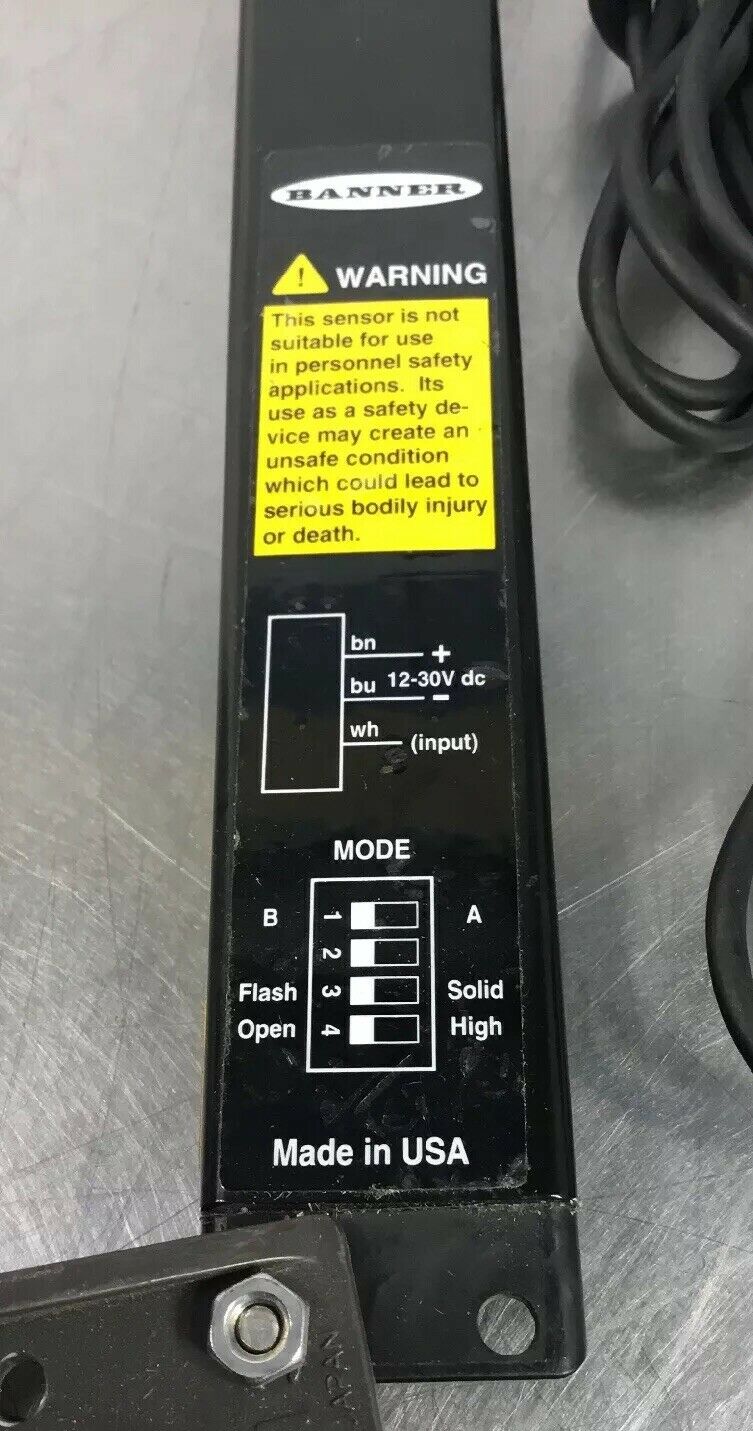 BANNER
! WARNING
This sensor is not
suitable for use
in personnel safety
applications. Its
use as a safety de-
vice may create an
unsafe condition
which could lead to
serious bodily injury
or death.
bn +
bu 12-30V dc -
wh (input)
MODE
B 1 A
2
Flash 3 Solid
Open 4 High
Made in USA
JAPAN